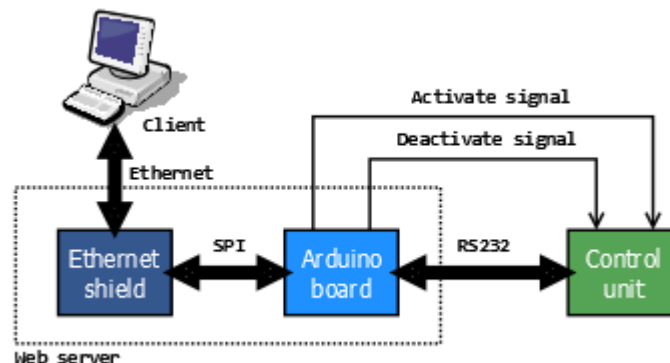 Client
Activate signal
Deactivate signal
Ethernet
SPI
RS232
Ethernet
shield
Arduino
board
Control
unit
Web server